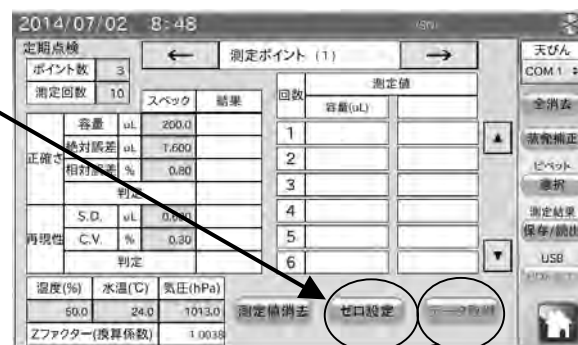 2014/07/02 8:48
定期点検
ポイント数 3
測定回数 10
← 測定ポイント (1) →
スペック 結果
正確さ
容量 uL 200.0
絶対誤差 uL 1.600
相対誤差 % 0.80
判定
再現性
S.D. uL
C.V. % 0.30
判定
回数 測定値
容量(uL)
1
2
3
4
5
6
▲
▼
湿度(%) 水温(℃) 気圧(hPa)
50.0 24.0 1013.0
Zファクター(換算係数) 1.0038
測定値消去 ゼロ設定
天びん
COM1
全消去
蒸発補正
ピペット
選択
測定結果
保存/読出
USB